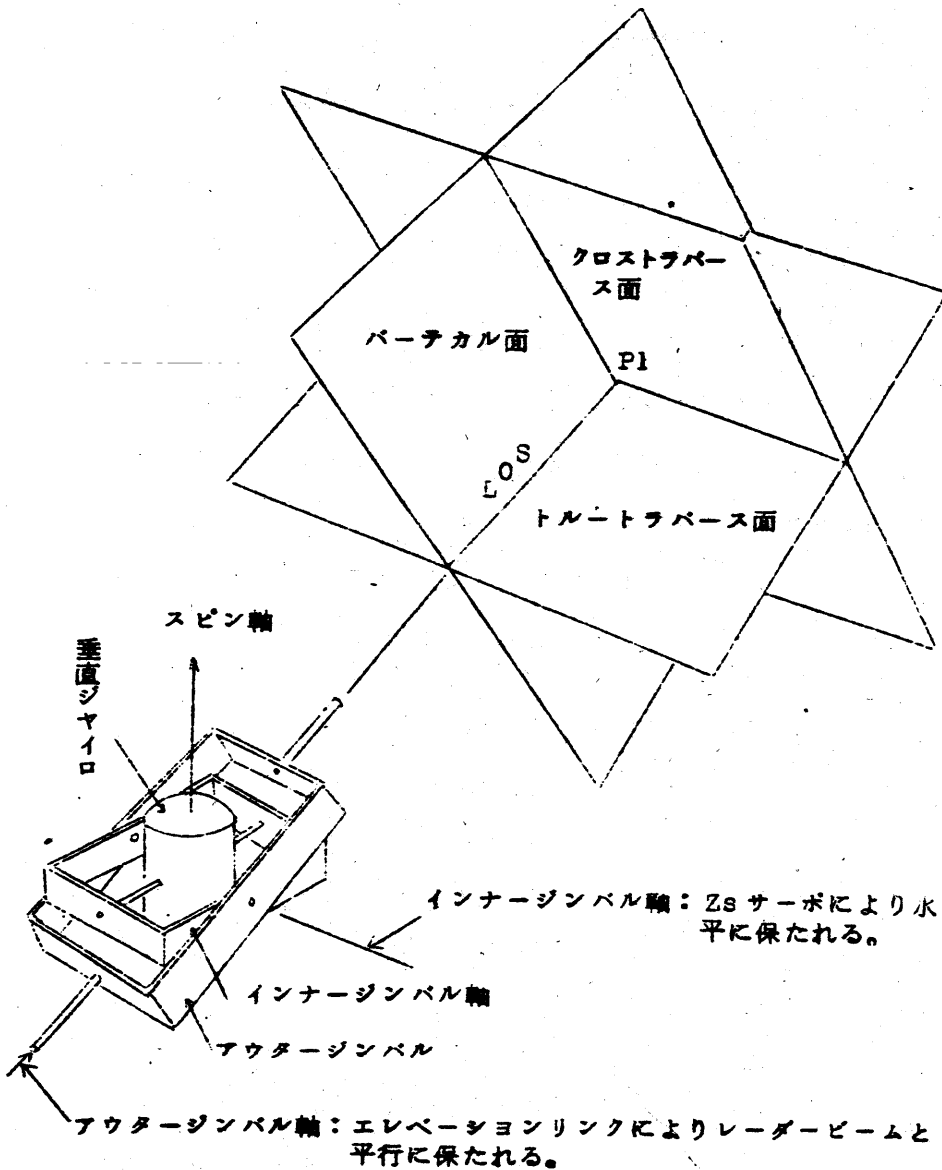 クロストラバー
ス面
バーテカル面
P1
LOS
トルートラバース面
スピン軸
垂直ジャイロ
インナージンバル軸：Zsサーボにより水
平に保たれる。
インナージンバル軸
アウタージンバル
アウタージンバル軸：エレベーションリンクによりレーダービームと
平行に保たれる。